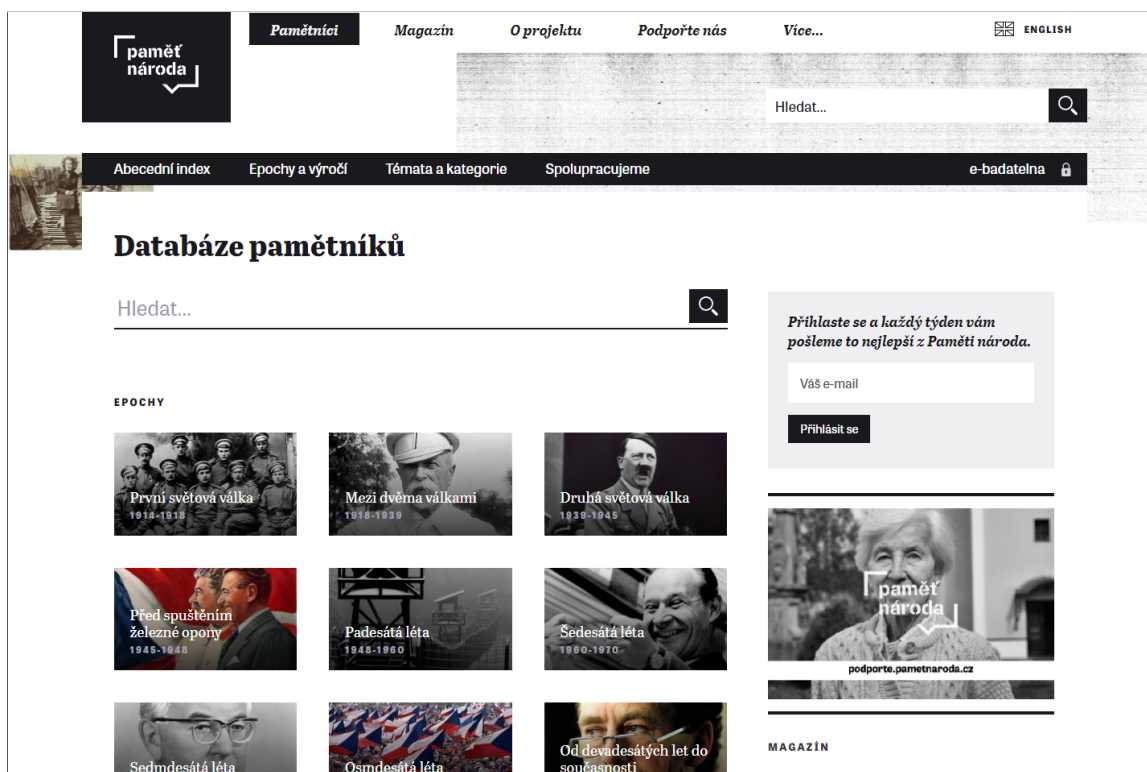 paměť
národa
Pamětníci
Magazín
O projektu
Podpořte nás
Více...
ENGLISH
Hledat...
Abecední index
Epochy a výročí
Témata a kategorie
Spolupracujeme
e-badatelna
Databáze pamětníků
Hledat...
Přihlaste se a každý týden vám
pošleme to nejlepší z Paměti národa.
Váš e-mail
Přihlásit se
EPOCHY
První světová válka
1914-1918
Mezi dvěma válkami
1918-1939
Druhá světová válka
1939-1945
Před spuštěním
železné opony
1945-1948
Padesátá léta
1948-1960
Šedesátá léta
1960-1970
paměť
národa
podporte.pametnaroda.cz
Sedmdesátá léta
Osmdesátá léta
Od devadesátých let do
současnosti
MAGAZÍN